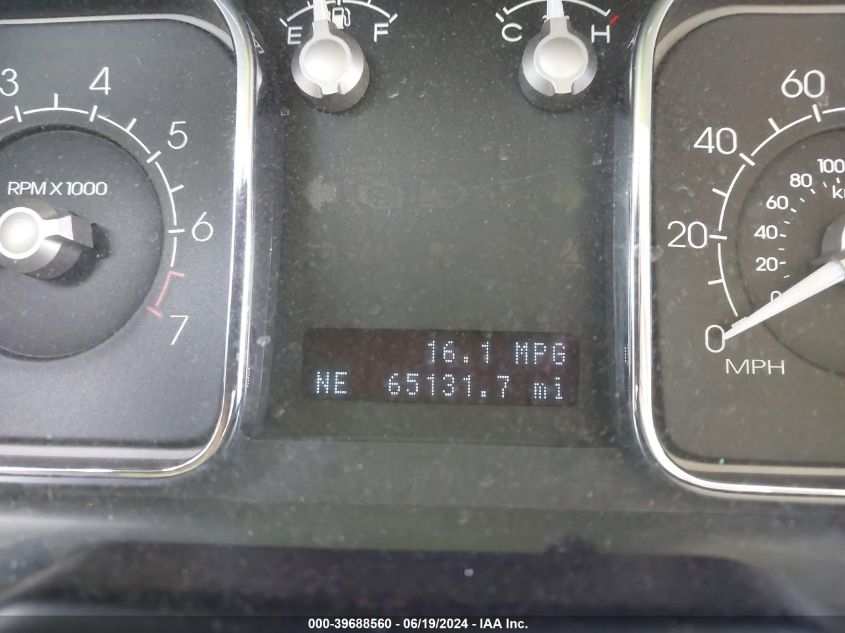 E F
C H
3 4 5 6 7
RPM X 1000
0 20 40 60
MPH
0 20 40 60 80 100
16.1 MPG
NE 65131.7 mi
000-39688560 - 06/19/2024 - IAA Inc.